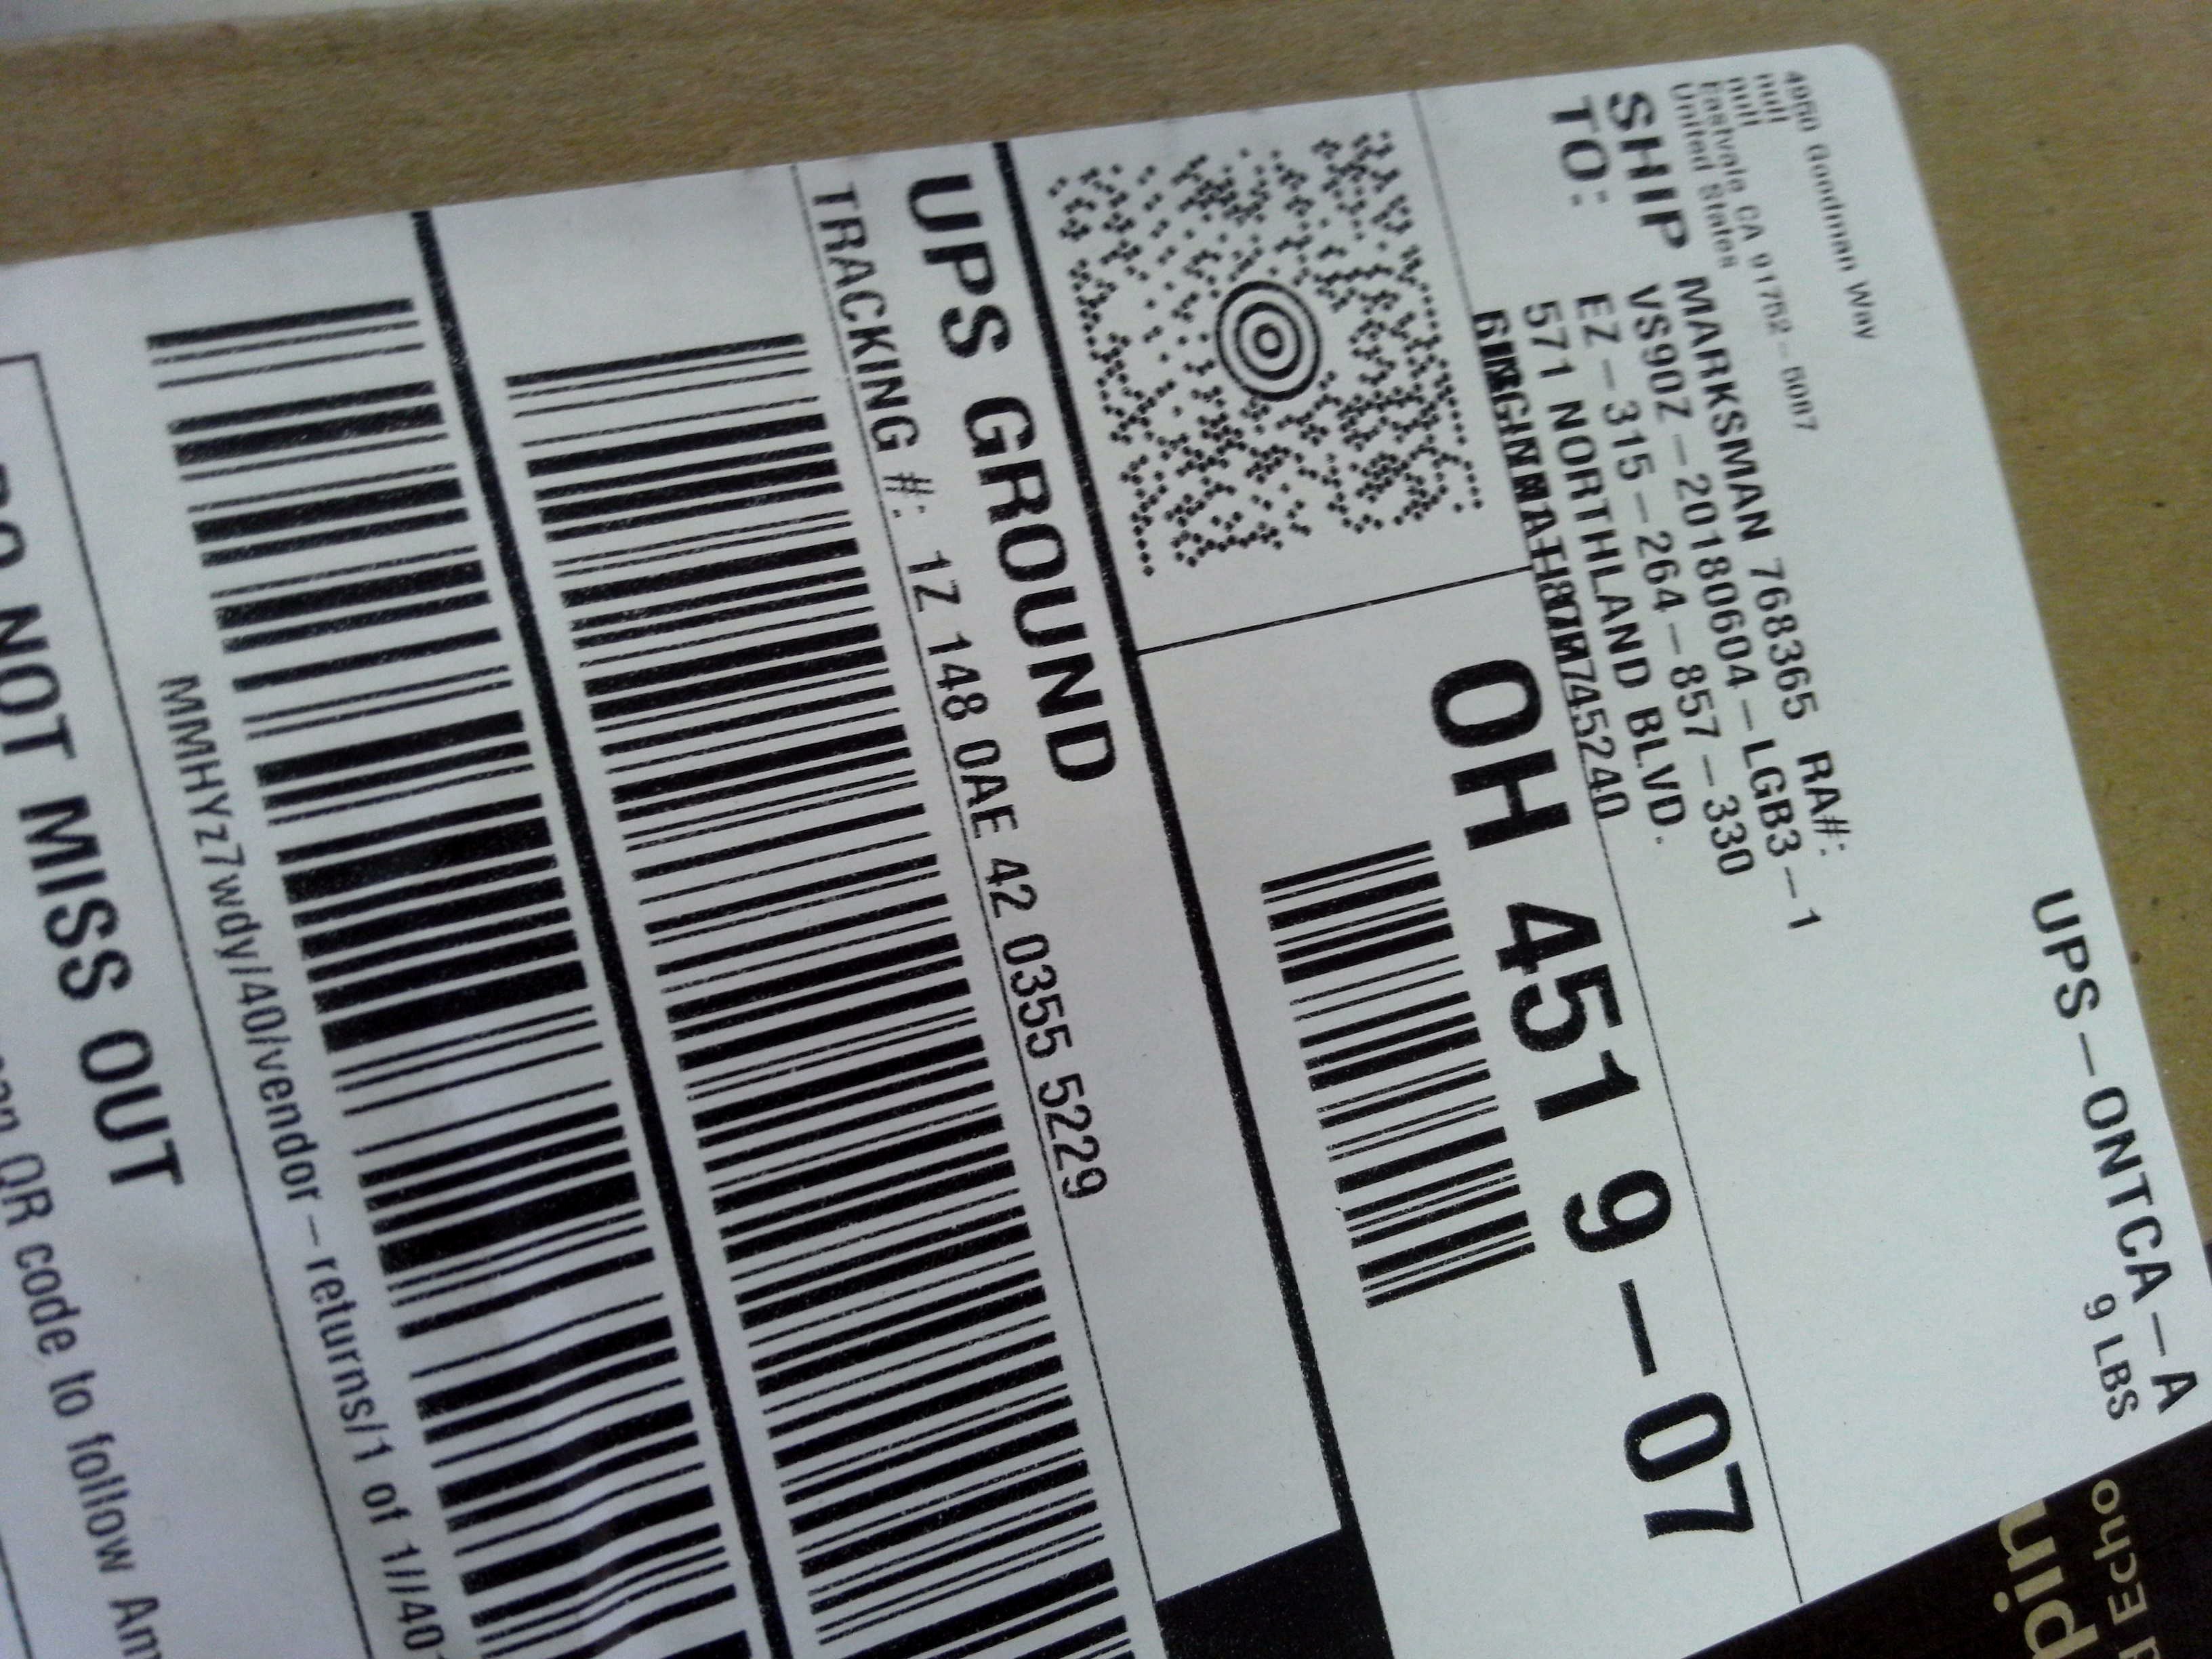 4950 Goodman Way
null
null
Eastvale CA 91752-5087
United States
UPS-ONTCA-A
9 LBS
SHIP
TO:
MARKSMAN 768365 RA#:
VS90Z-20180604-LGB3-1
EZ-315-264-857-330
571 NORTHLAND BLVD.
OH 451 9-07
UPS GROUND
TRACKING #: 1Z 148 0AE 42 0355 5229
MMHYz7wdy/40/vendor-returns/1 of 1//40
NOT MISS OUT
QR code to follow Am
Echo